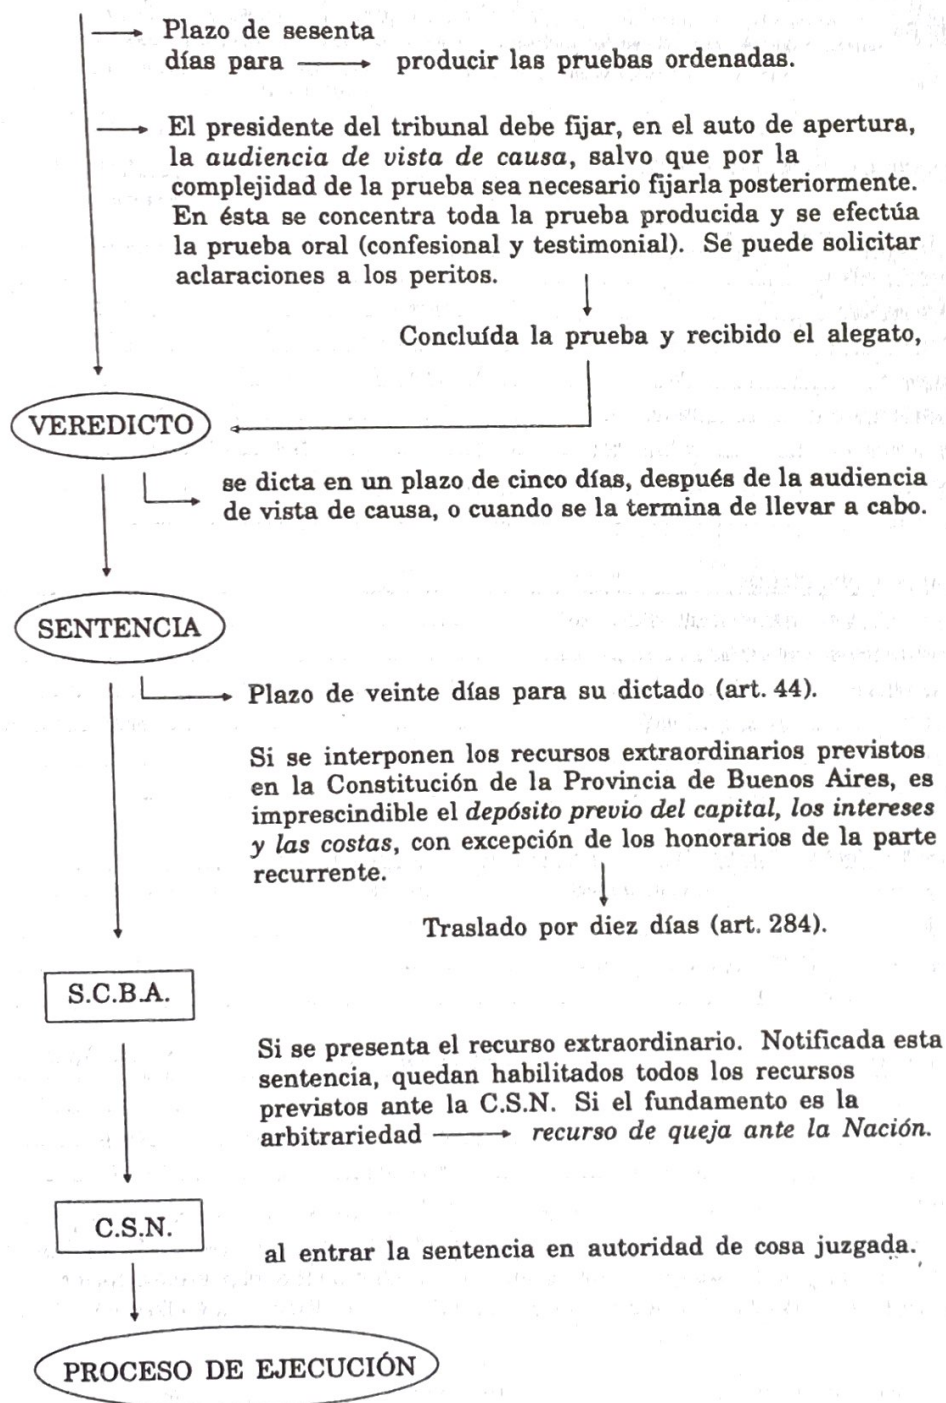 Plazo de sesenta
días para producir las pruebas ordenadas.
El presidente del tribunal debe fijar, en el auto de apertura,
la audiencia de vista de causa, salvo que por la
complejidad de la prueba sea necesario fijarla posteriormente.
En ésta se concentra toda la prueba producida y se efectúa
la prueba oral (confesional y testimonial). Se puede solicitar
aclaraciones a los peritos.
Concluída la prueba y recibido el alegato,
VEREDICTO
se dicta en un plazo de cinco días, después de la audiencia
de vista de causa, o cuando se la termina de llevar a cabo.
SENTENCIA
Plazo de veinte días para su dictado (art. 44).
Si se interponen los recursos extraordinarios previstos
en la Constitución de la Provincia de Buenos Aires, es
imprescindible el depósito previo del capital, los intereses
y las costas, con excepción de los honorarios de la parte
recurrente.
Traslado por diez días (art. 284).
S.C.B.A.
Si se presenta el recurso extraordinario. Notificada esta
sentencia, quedan habilitados todos los recursos
previstos ante la C.S.N. Si el fundamento es la
arbitrariedad recurso de queja ante la Nación.
C.S.N.
al entrar la sentencia en autoridad de cosa juzgada.
PROCESO DE EJECUCIÓN